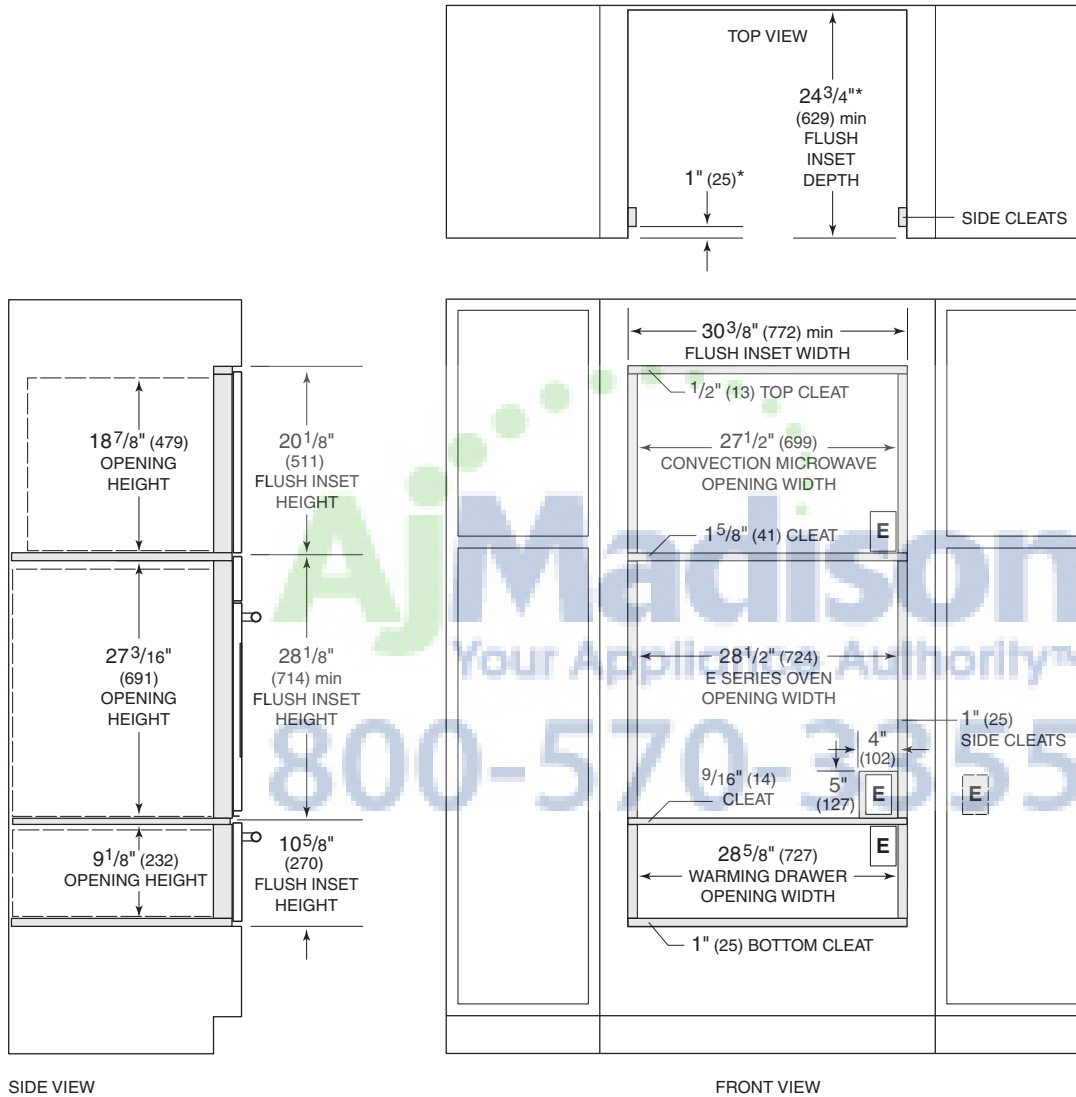 TOP VIEW
24 3/4"*
(629) min
FLUSH
INSET
DEPTH
1" (25)*
SIDE CLEATS
18 7/8" (479)
OPENING
HEIGHT
20 1/8"
(511)
FLUSH INSET
HEIGHT
27 3/16"
(691)
OPENING
HEIGHT
28 1/8"
(714) min
FLUSH INSET
HEIGHT
9 1/8" (232)
OPENING HEIGHT
10 5/8"
(270)
FLUSH INSET
HEIGHT
SIDE VIEW
30 3/8" (772) min
FLUSH INSET WIDTH
1/2" (13) TOP CLEAT
27 1/2" (699)
CONVECTION MICROWAVE
OPENING WIDTH
E
1 5/8" (41) CLEAT
AjMadison
Your Appliance Authority™
800-570-3355
28 1/2" (724)
E SERIES OVEN
OPENING WIDTH
1" (25)
SIDE CLEATS
4"
(102)
9/16" (14)
CLEAT
5"
(127)
E
E
E
28 5/8" (727)
WARMING DRAWER
OPENING WIDTH
1" (25) BOTTOM CLEAT
FRONT VIEW